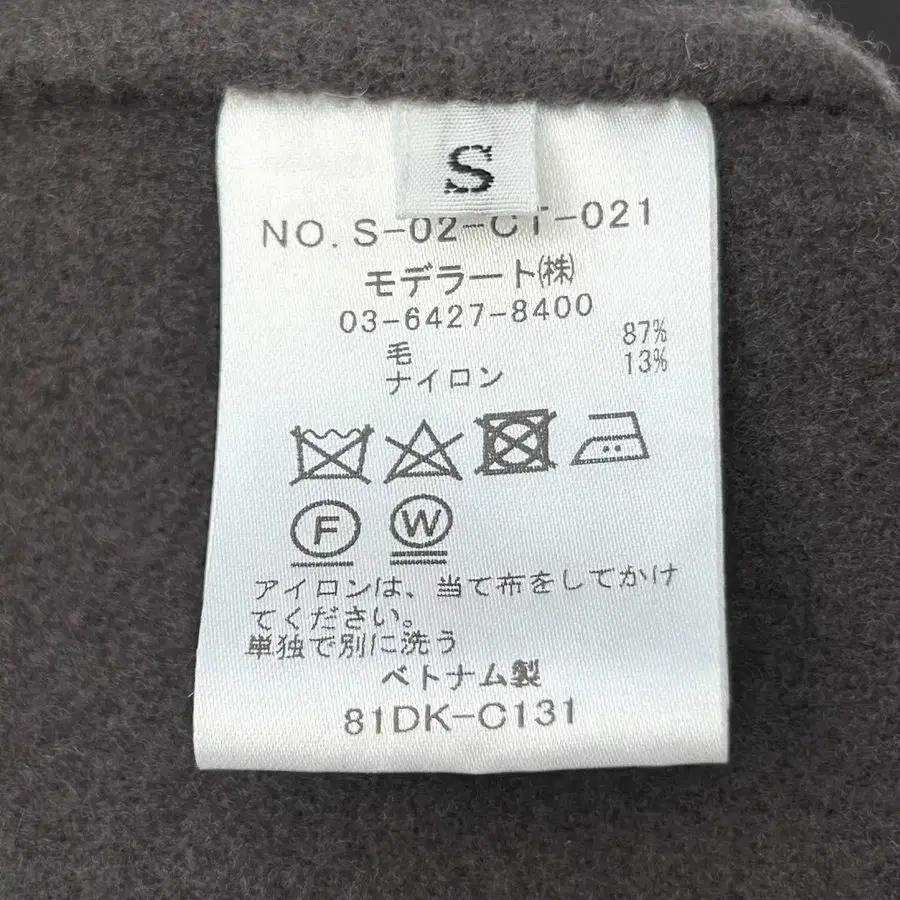 S
NO. S-02-CT-021
モデラート(株)
03-6427-8400
毛 87%
ナイロン 13%
F W
アイロンは、当て布をしてかけ
てください。
単独で別に洗う
ベトナム製
81DK-C131